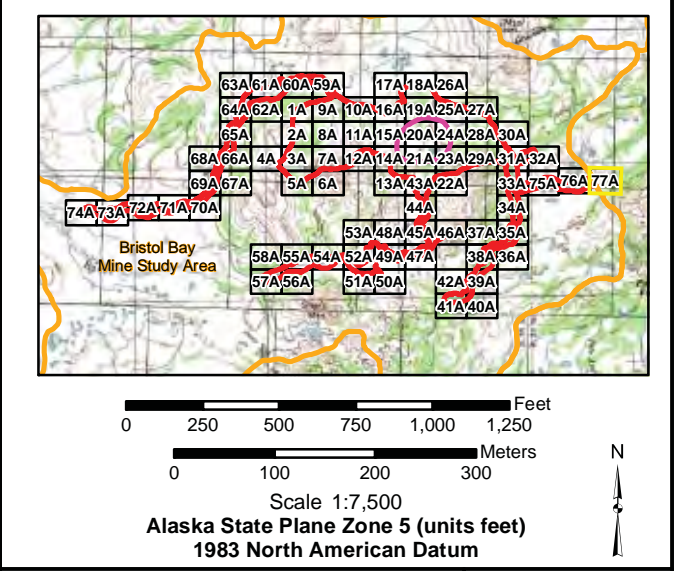 63A 61A 60A 59A 17A 18A 26A
64A 62A 1A 9A 10A 16A 19A 25A 27A
65A 2A 8A 11A 15A 20A 24A 28A 30A
68A 66A 4A 3A 7A 12A 14A 21A 23A 29A 31A 32A
69A 67A 5A 6A 13A 43A 22A 33A 75A 76A 77A
74A 73A 72A 71A 70A 44A 34A
53A 48A 45A 46A 37A 35A
Bristol Bay
Mine Study Area
58A 55A 54A 52A 49A 47A 38A 36A
57A 56A 51A 50A 42A 39A
41A 40A
Feet
0 250 500 750 1,000 1,250
Meters
0 100 200 300
N
Scale 1:7,500
Alaska State Plane Zone 5 (units feet)
1983 North American Datum